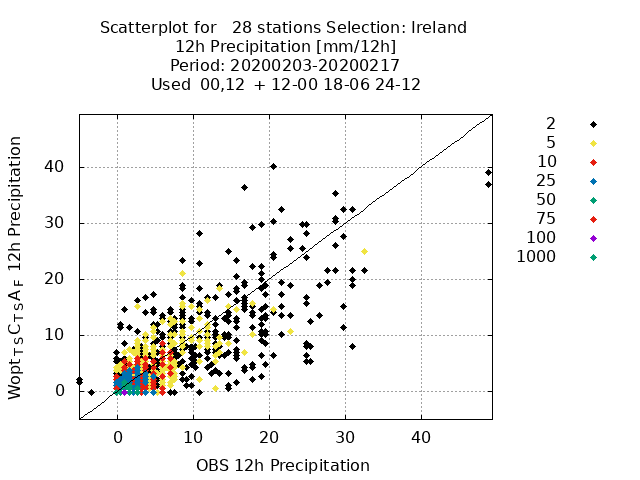 Scatterplot for 28 stations Selection: Ireland
12h Precipitation [mm/12h]
Period: 20200203-20200217
Used 00,12 + 12-00 18-06 24-12
2
5
10
25
50
75
100
1000
Wopt_TS C_TS A_F 12h Precipitation
40
30
20
10
0
0 10 20 30 40
OBS 12h Precipitation